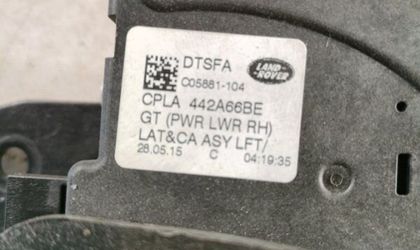 DTSFA
LAND-
ROVER
C05881-104
CPLA 442A66BE
GT (PWR LWR RH)
LAT&CA ASY LFT/
28.05.15 C 04:19:35